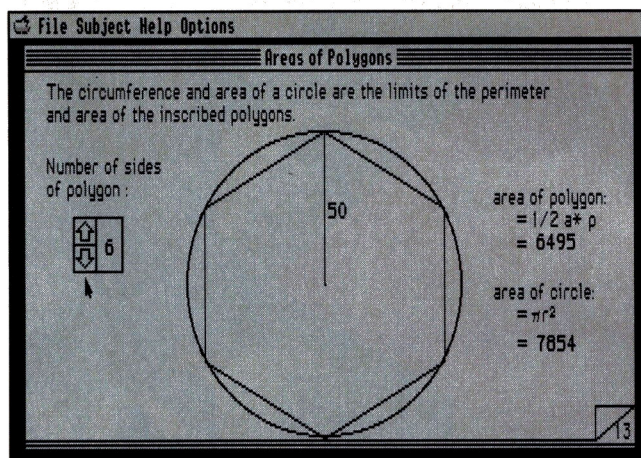 File Subject Help Options
Areas of Polygons
The circumference and area of a circle are the limits of the perimeter
and area of the inscribed polygons.
Number of sides
of polygon :
6
50
area of polygon:
= 1/2 a* p
= 6495
area of circle:
= πr²
= 7854
13